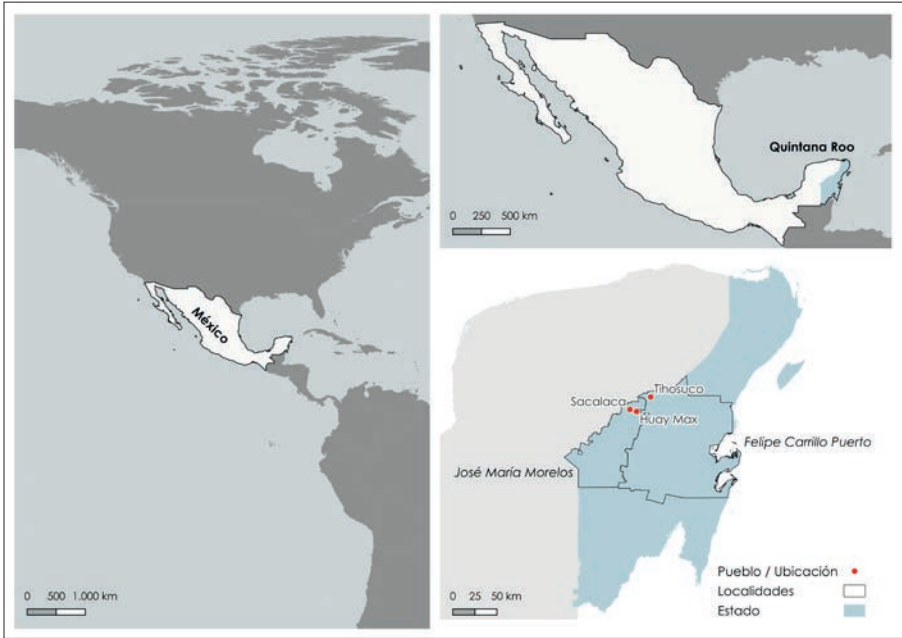 México
0 500 1.000 km
Quintana Roo
0 250 500 km
Tihosuco
Sacalaca
Huay Max
Felipe Carrillo Puerto
José María Morelos
0 25 50 km
Pueblo / Ubicación
Localidades
Estado